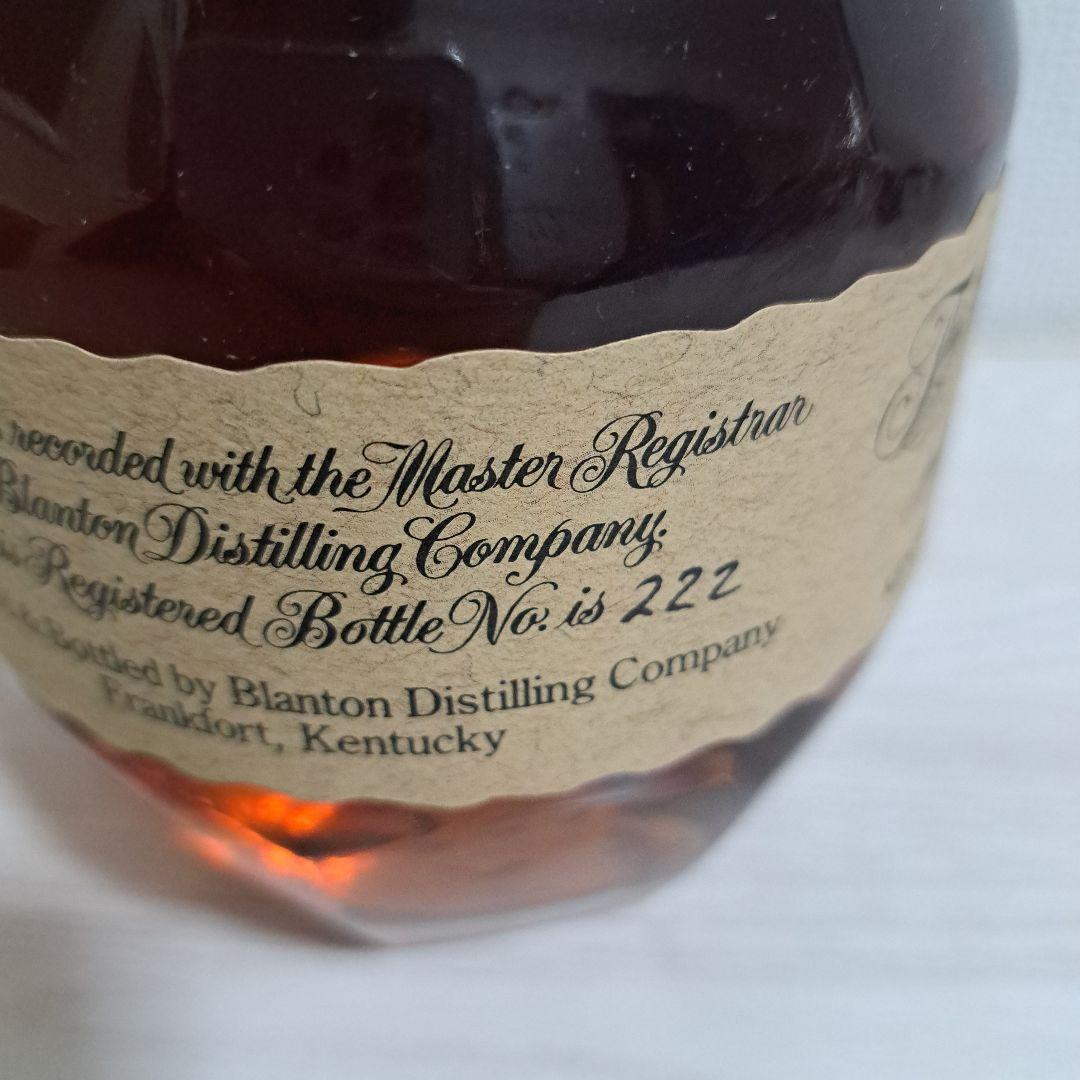 recorded with the Master Registrar
Blanton Distilling Company.
Registered Bottle No. is 222
Bottled by Blanton Distilling Company
Frankfort, Kentucky